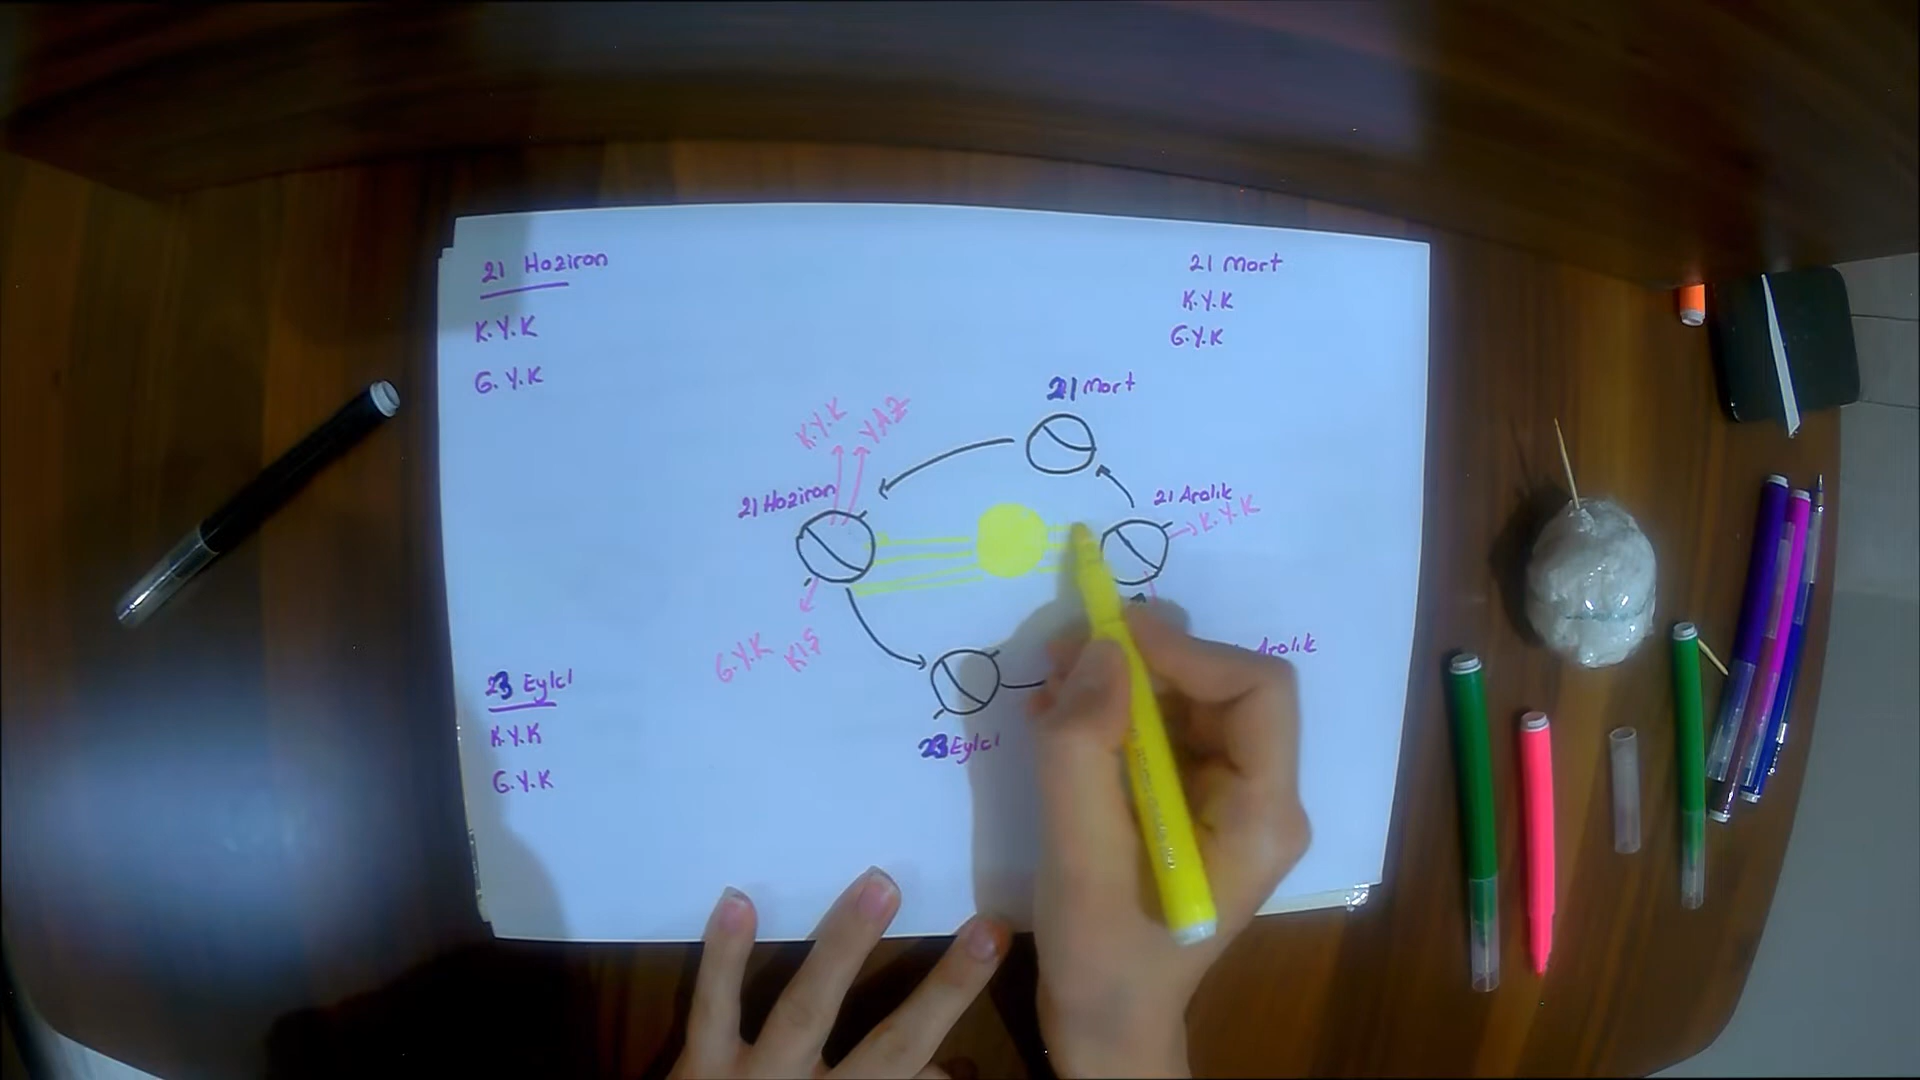 21 Haziran
K.Y.K
G.Y.K
21 Mart
K.Y.K
G.Y.K
21 Mart
K.Y.K
YAZ
21 Haziran
21 Aralık
K.Y.K
G.Y.K
KIŞ
Aralık
23 Eylül
K.Y.K
G.Y.K
23 Eylül